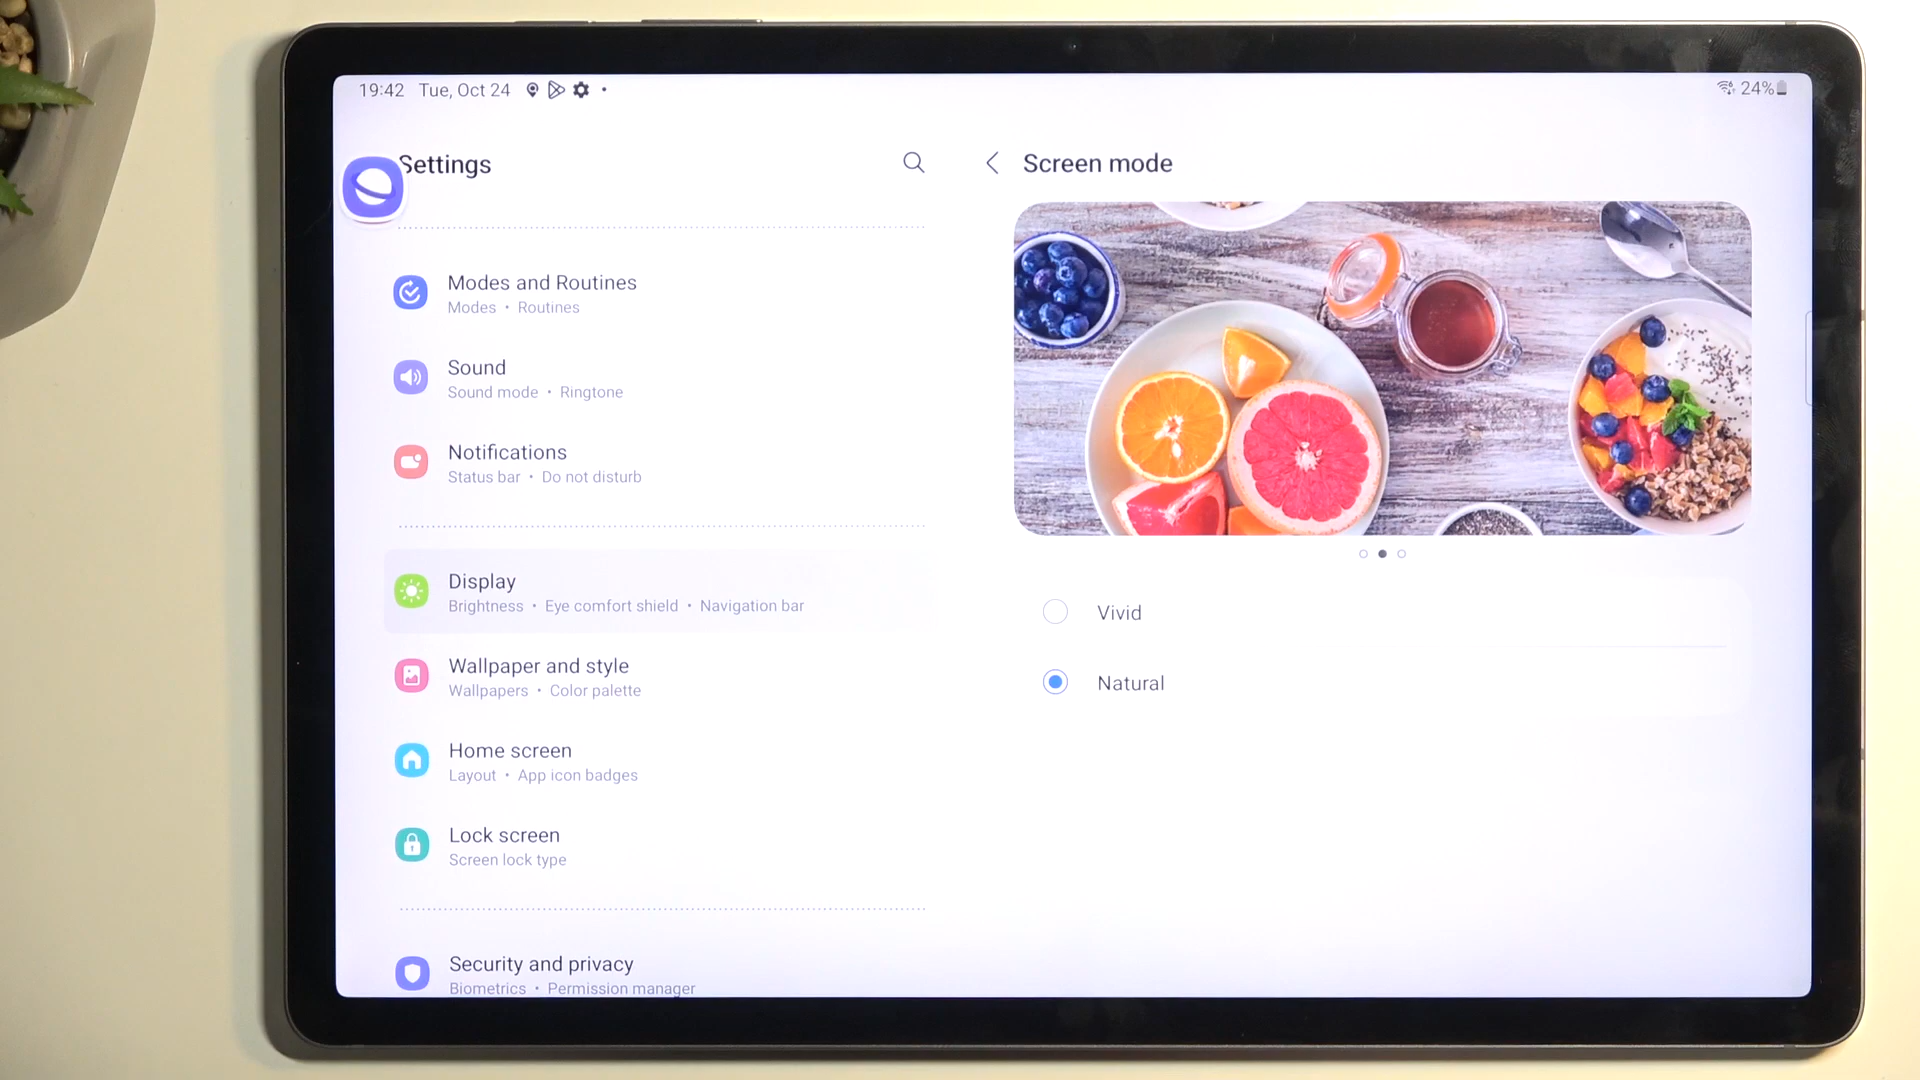 19:42 Tue, Oct 24
24%
Settings
Modes and Routines
Modes • Routines
Sound
Sound mode • Ringtone
Notifications
Status bar • Do not disturb
Display
Brightness • Eye comfort shield • Navigation bar
Wallpaper and style
Wallpapers • Color palette
Home screen
Layout • App icon badges
Lock screen
Screen lock type
Security and privacy
Biometrics • Permission manager
Screen mode
Vivid
Natural